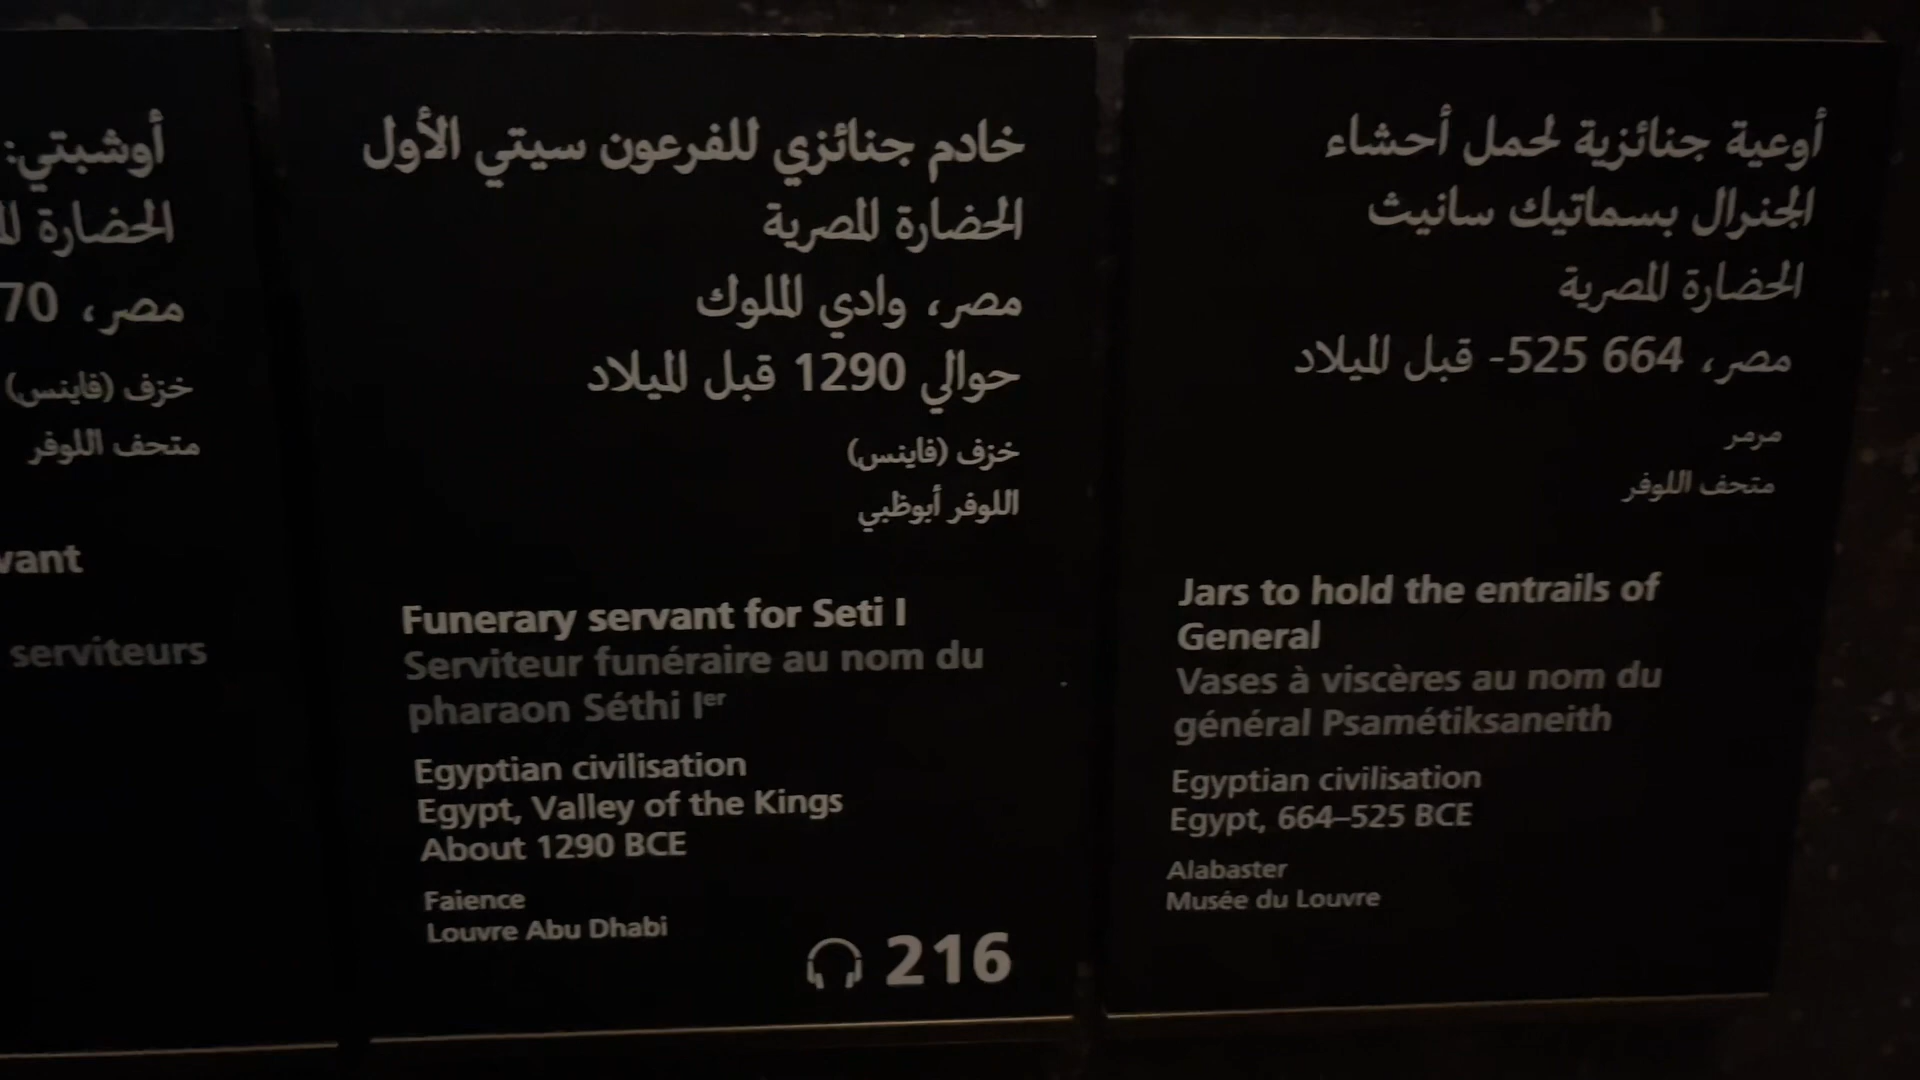 أوشبتي:
الحضارة
مصر، 70
خزف (فاينس)
متحف اللوفر
vant
serviteurs
خادم جنائزي للفرعون سيتي الأول
الحضارة المصرية
مصر، وادي الملوك
حوالي 1290 قبل الميلاد
خزف (فاينس)
اللوفر أبوظبي
Funerary servant for Seti I
Serviteur funéraire au nom du
pharaon Séthi Ier
Egyptian civilisation
Egypt, Valley of the Kings
About 1290 BCE
Faience
Louvre Abu Dhabi
216
أوعية جنائزية لحمل أحشاء
الجنرال بسماتيك سانيث
الحضارة المصرية
مصر، 664 525- قبل الميلاد
مرمر
متحف اللوفر
Jars to hold the entrails of
General
Vases à viscères au nom du
général Psamétiksaneith
Egyptian civilisation
Egypt, 664–525 BCE
Alabaster
Musée du Louvre